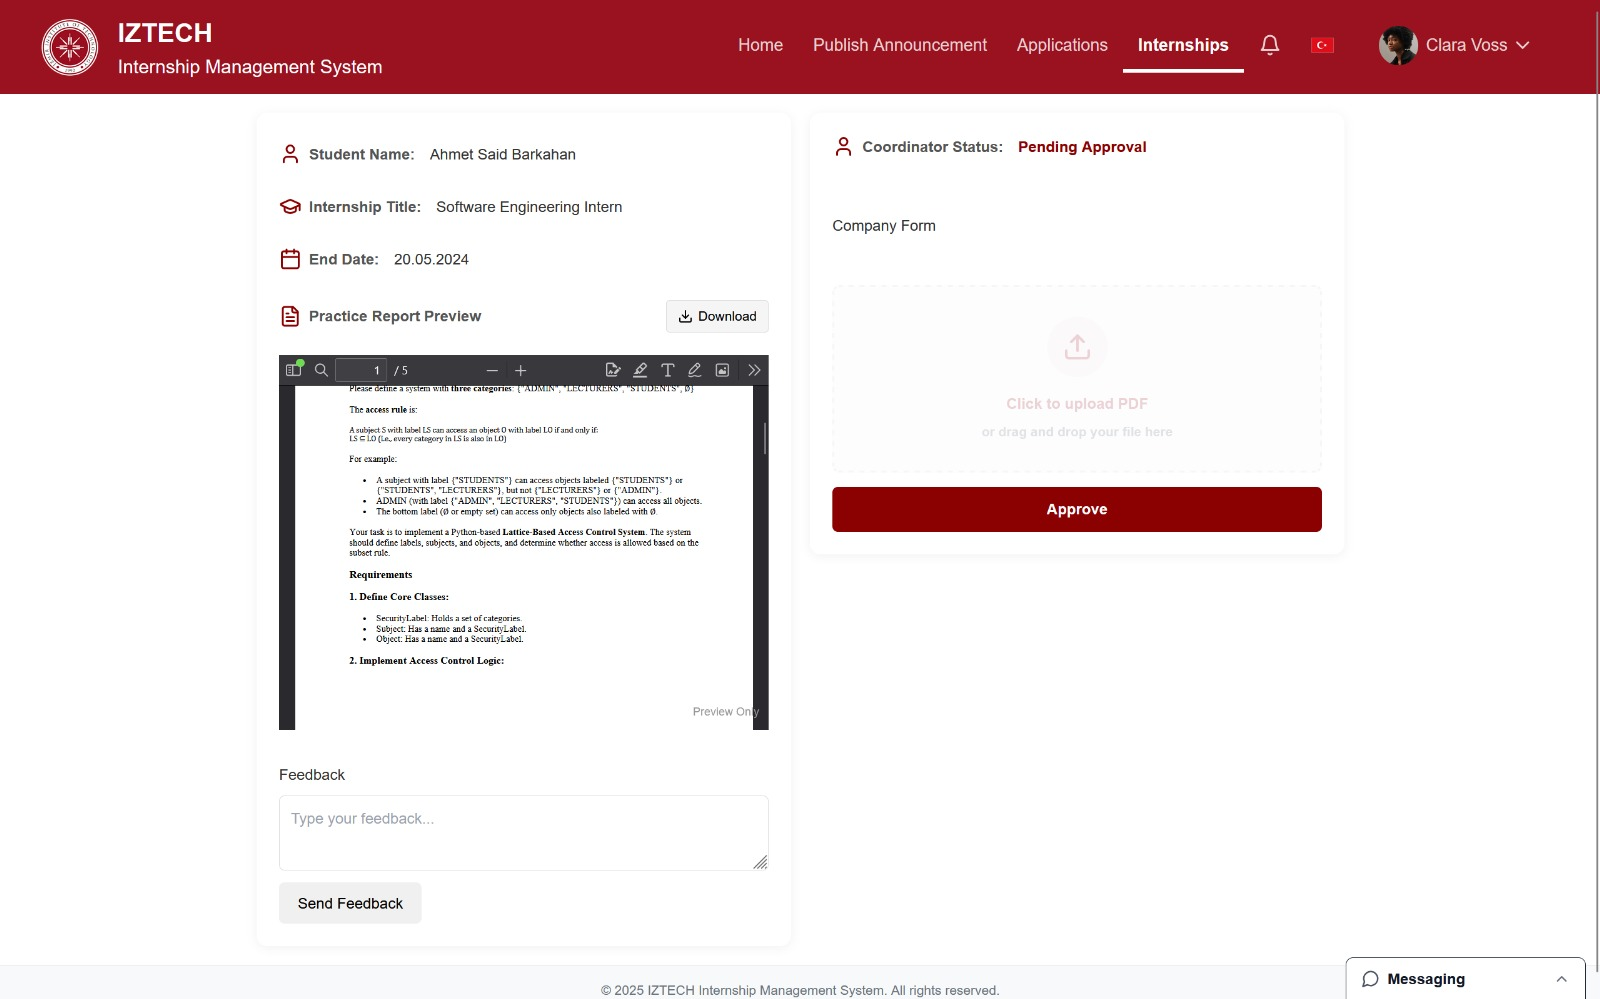 IZTECH
Internship Management System
Home
Publish Announcement
Applications
Internships
Clara Voss
Student Name: Ahmet Said Barkahan
Internship Title: Software Engineering Intern
End Date: 20.05.2024
Practice Report Preview
Download
1 / 5
Please define a system with three categories: {"ADMIN", "LECTURERS", "STUDENTS", Ø}
The access rule is:
A subject S with label LS can access an object O with label LO if and only if:
LS ⊆ LO (i.e., every category in LS is also in LO)
For example:
• A subject with label {"STUDENTS"} can access objects labeled {"STUDENTS"} or
{"STUDENTS", "LECTURERS"}, but not {"LECTURERS"} or {"ADMIN"}.
• ADMIN (with label {"ADMIN", "LECTURERS", "STUDENTS"}) can access all objects.
• The bottom label (Ø or empty set) can access only objects also labeled with Ø.
Your task is to implement a Python-based Lattice-Based Access Control System. The system
should define labels, subjects, and objects, and determine whether access is allowed based on the
subset rule.
Requirements
1. Define Core Classes:
• SecurityLabel: Holds a set of categories.
• Subject: Has a name and a SecurityLabel.
• Object: Has a name and a SecurityLabel.
2. Implement Access Control Logic:
Preview Only
Feedback
Type your feedback...
Send Feedback
Coordinator Status: Pending Approval
Company Form
Click to upload PDF
or drag and drop your file here
Approve
© 2025 IZTECH Internship Management System. All rights reserved.
Messaging